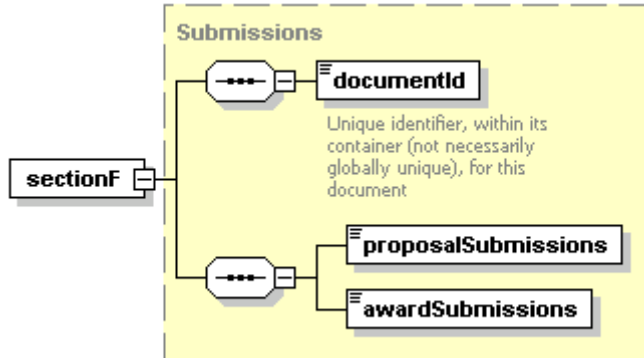 Submissions
documentId
Unique identifier, within its
container (not necessarily
globally unique), for this
document
sectionF
proposalSubmissions
awardSubmissions